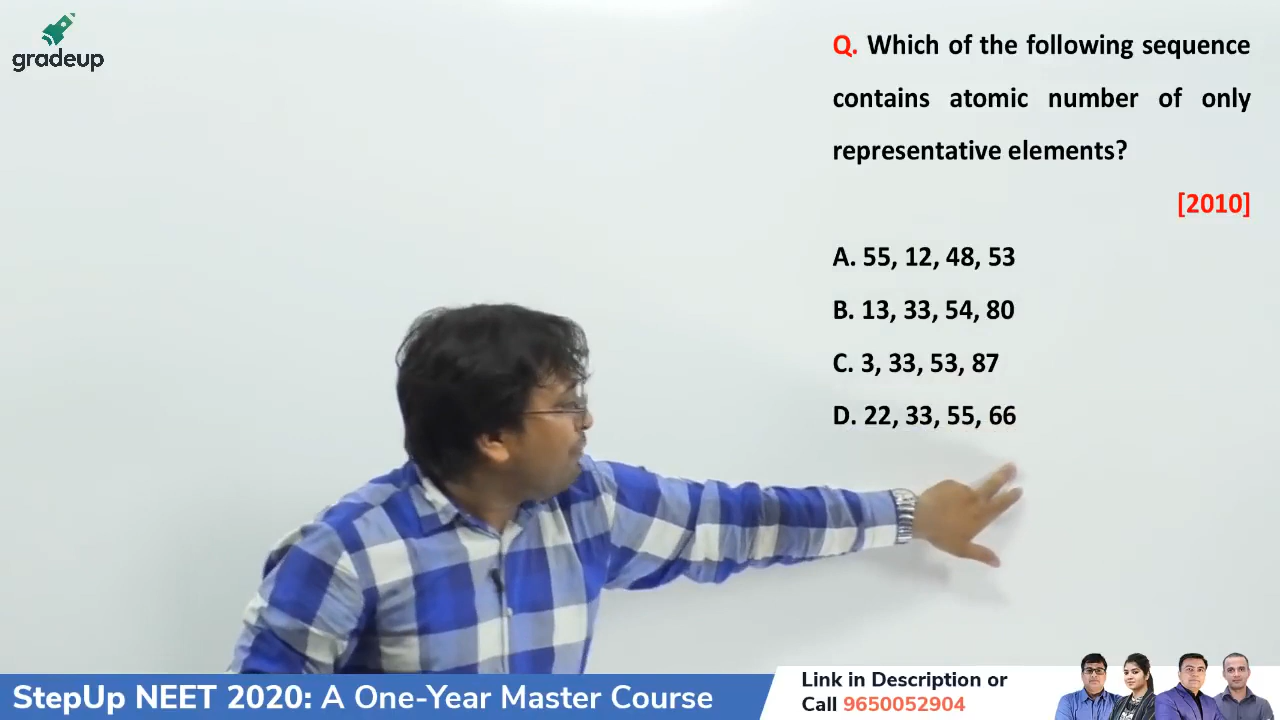 gradeup
Q. Which of the following sequence
contains atomic number of only
representative elements?
[2010]
A. 55, 12, 48, 53
B. 13, 33, 54, 80
C. 3, 33, 53, 87
D. 22, 33, 55, 66
StepUp NEET 2020: A One-Year Master Course
Link in Description or
Call 9650052904